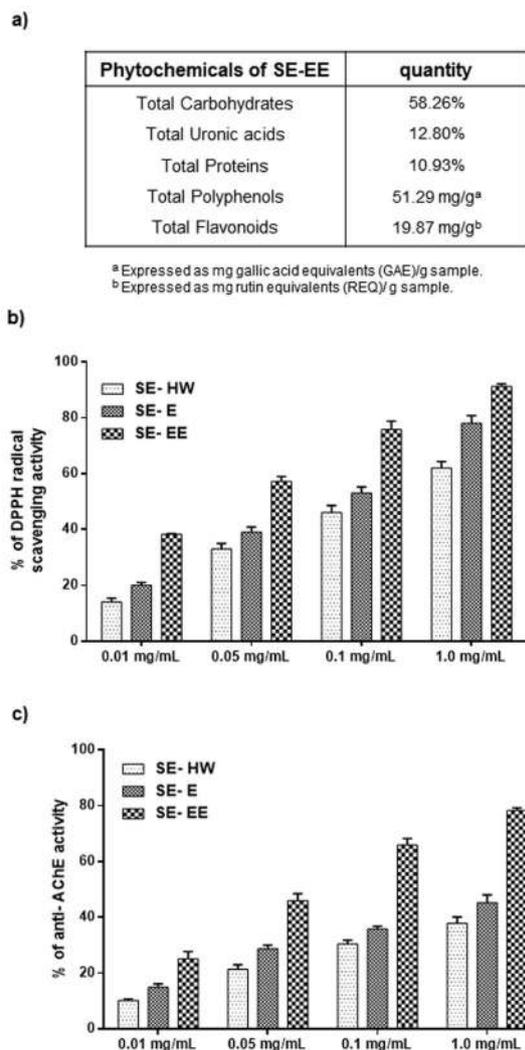 a)
Phytochemicals of SE-EE quantity
Total Carbohydrates 58.26%
Total Uronic acids 12.80%
Total Proteins 10.93%
Total Polyphenols 51.29 mg/gᵃ
Total Flavonoids 19.87 mg/gᵇ
ᵃ Expressed as mg gallic acid equivalents (GAE)/g sample.
ᵇ Expressed as mg rutin equivalents (REQ)/ g sample.
b)
% of DPPH radical
scavenging activity
100
80
60
40
20
0
SE- HW
SE- E
SE- EE
0.01 mg/mL 0.05 mg/mL 0.1 mg/mL 1.0 mg/mL
c)
% of anti- AChE activity
100
80
60
40
20
0
SE- HW
SE- E
SE- EE
0.01 mg/mL 0.05 mg/mL 0.1 mg/mL 1.0 mg/mL